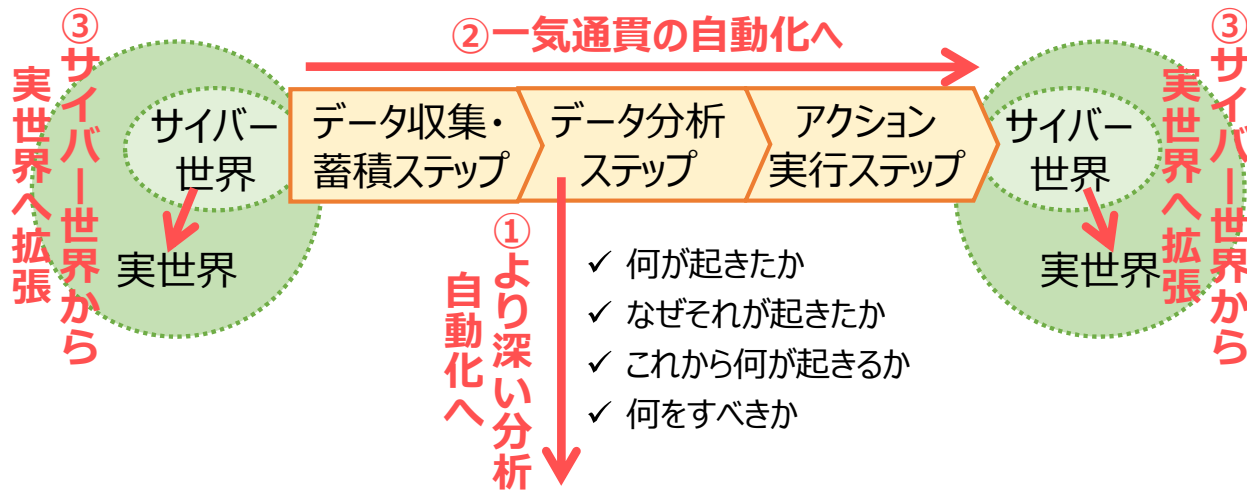 ②一気通貫の自動化へ
③サイバー世界から
実世界へ拡張
サイバー
世界
実世界
データ収集・
蓄積ステップ
データ分析
ステップ
アクション
実行ステップ
サイバー
世界
実世界
③サイバー世界から
実世界へ拡張
①より深い分析
自動化へ
✓ 何が起きたか
✓ なぜそれが起きたか
✓ これから何が起きるか
✓ 何をすべきか